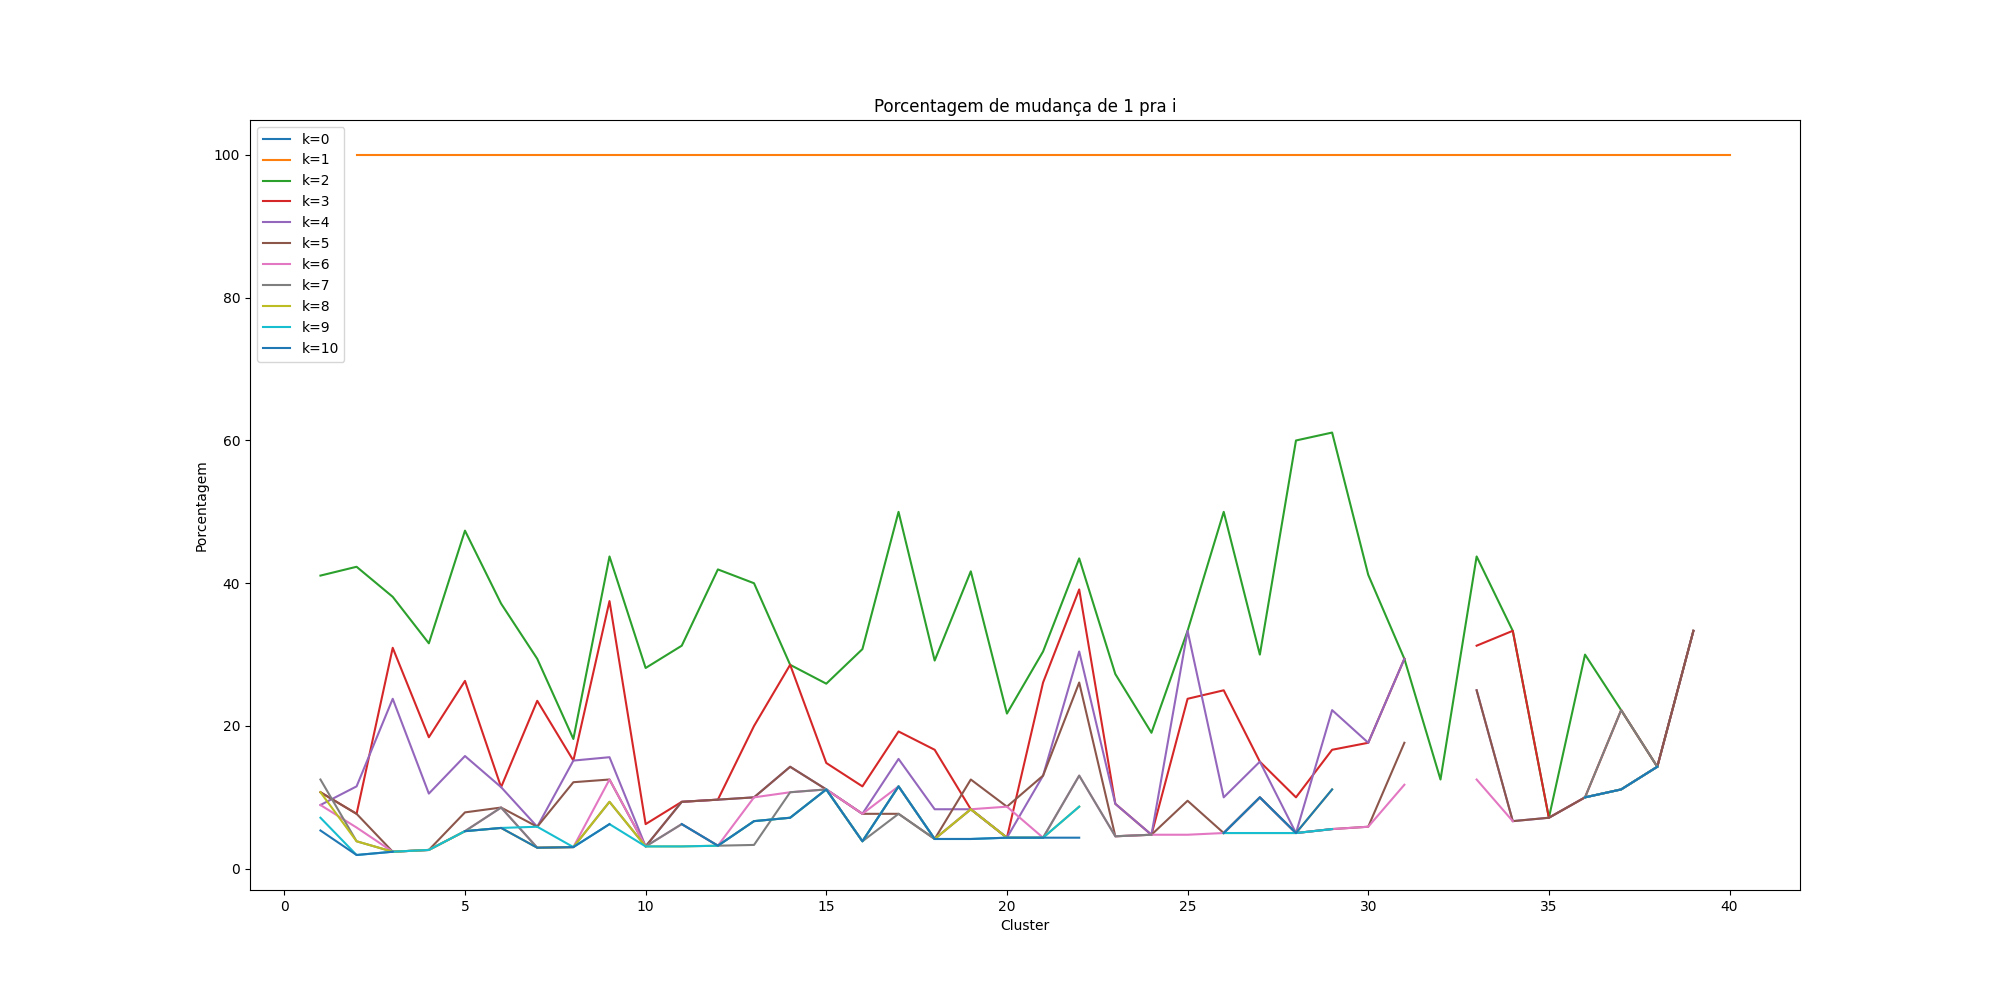 Porcentagem de mudança de 1 pra i
k=0
k=1
k=2
k=3
k=4
k=5
k=6
k=7
k=8
k=9
k=10
100
80
60
40
20
0
Porcentagem
0 5 10 15 20 25 30 35 40
Cluster